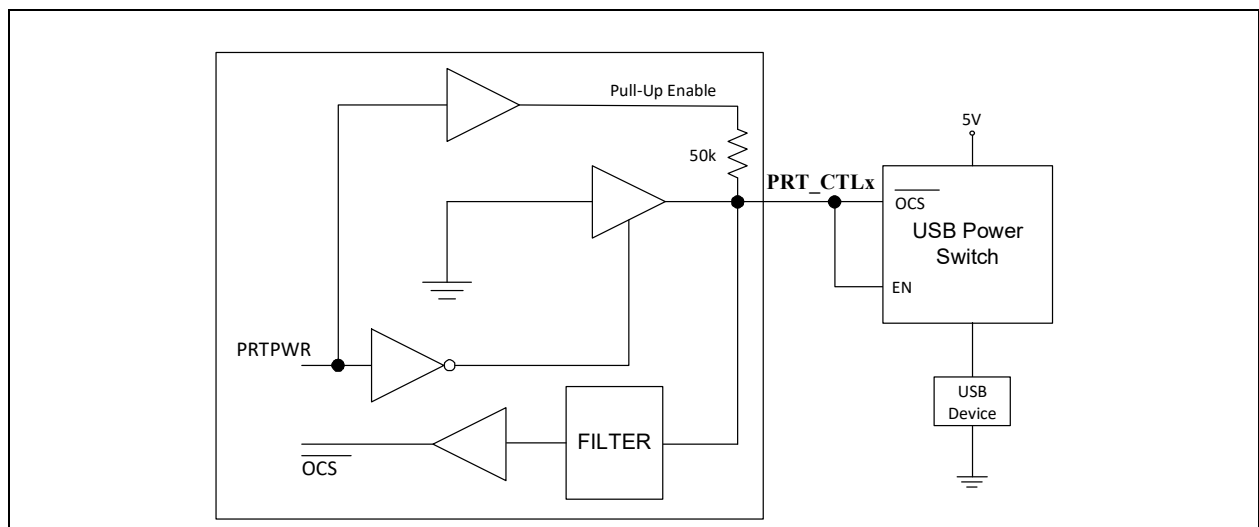 Pull-Up Enable
5V
50k
PRT_CTLx
OCS
USB Power
Switch
EN
PRTPWR
USB
Device
FILTER
OCS